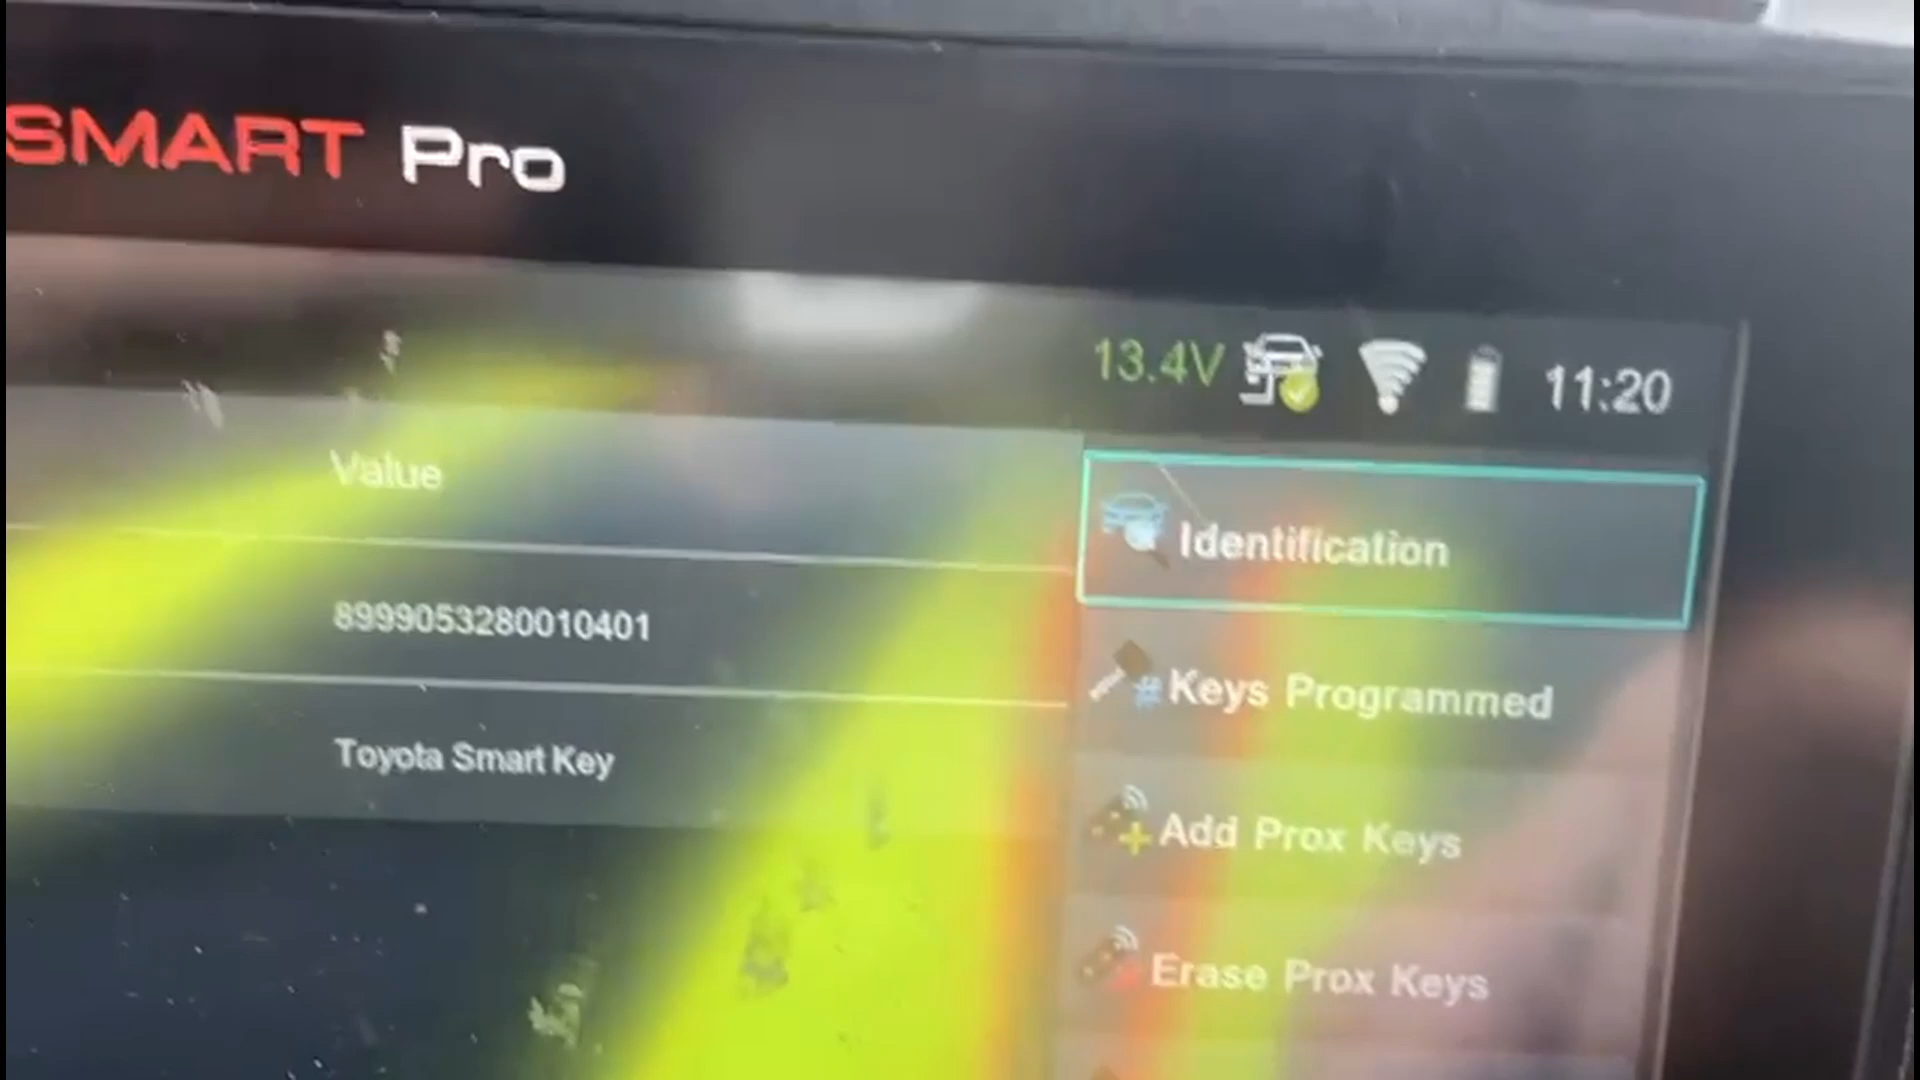 SMART Pro
13.4V 11:20
Value
8999053280010401
Toyota Smart Key
Identification
#Keys Programmed
Add Prox Keys
Erase Prox Keys